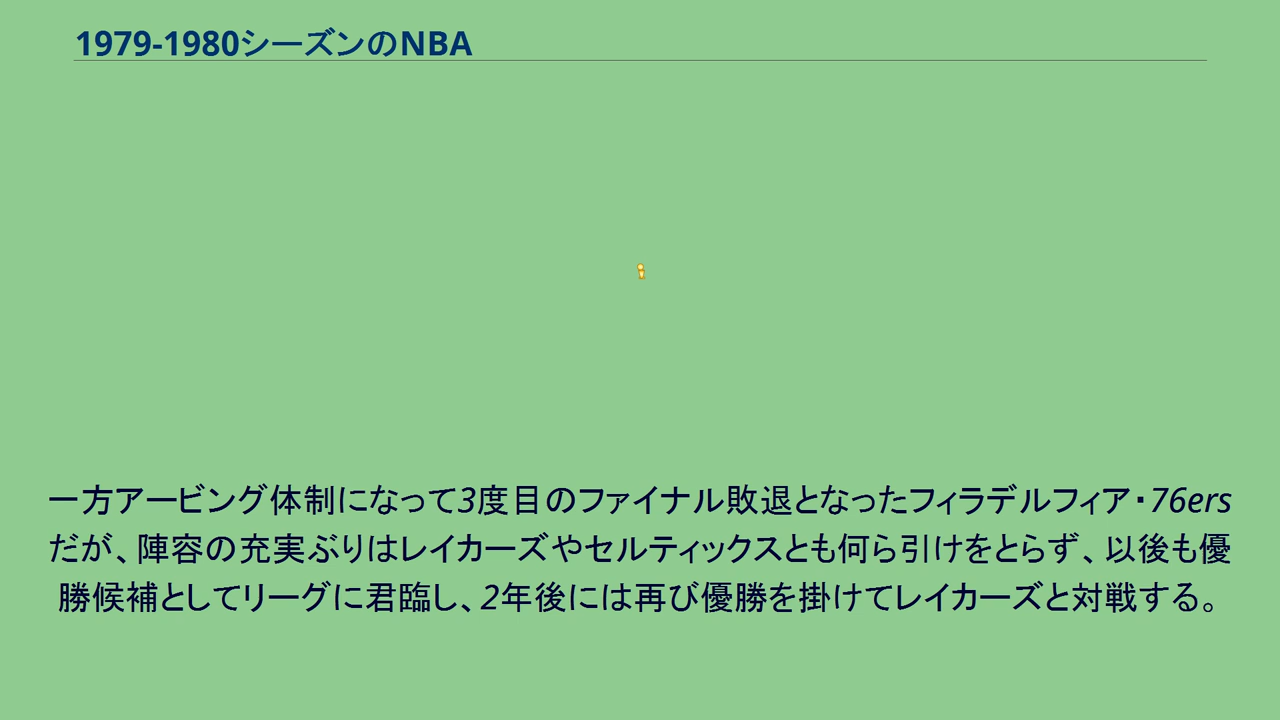 1979-1980シーズンのNBA
一方アービング体制になって3度目のファイナル敗退となったフィラデルフィア・76ers
だが、陣容の充実ぶりはレイカーズやセルティックスとも何ら引けをとらず、以後も優
勝候補としてリーグに君臨し、2年後には再び優勝を掛けてレイカーズと対戦する。